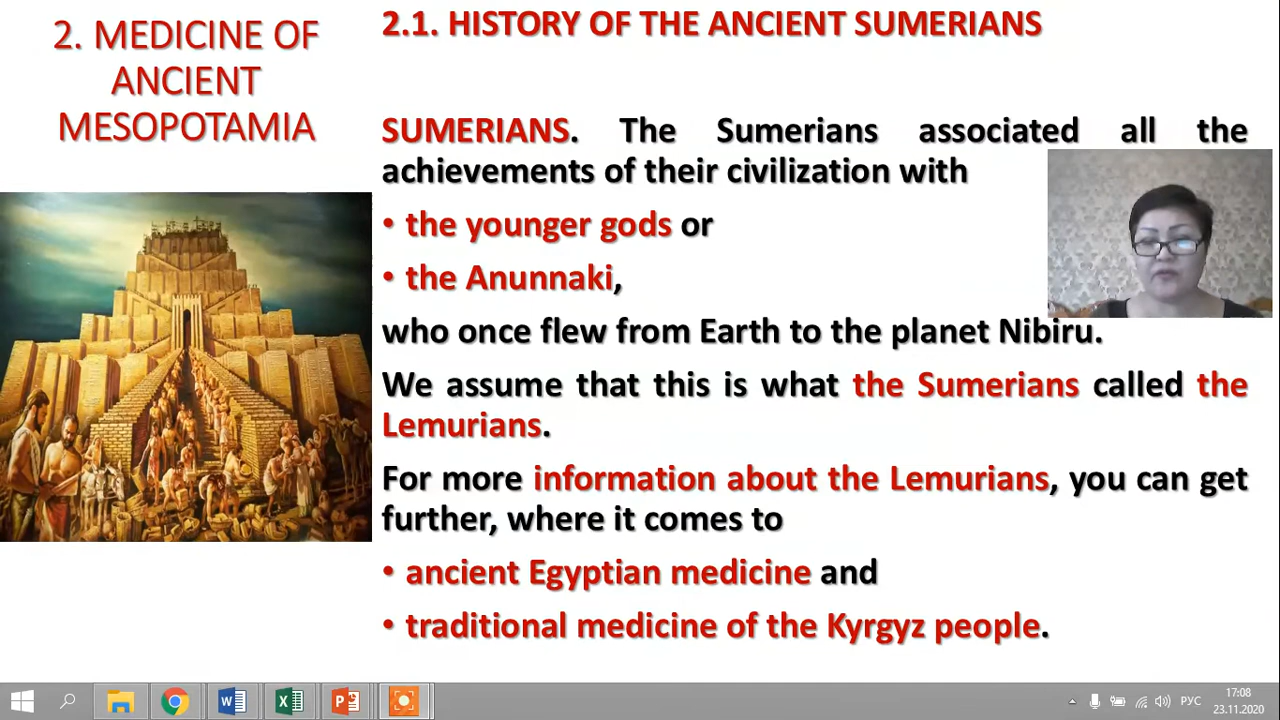 2. MEDICINE OF
ANCIENT
MESOPOTAMIA
2.1. HISTORY OF THE ANCIENT SUMERIANS
SUMERIANS. The Sumerians associated all the
achievements of their civilization with
• the younger gods or
• the Anunnaki,
who once flew from Earth to the planet Nibiru.
We assume that this is what the Sumerians called the
Lemurians.
For more information about the Lemurians, you can get
further, where it comes to
• ancient Egyptian medicine and
• traditional medicine of the Kyrgyz people.
РУС
17:08
23.11.2020